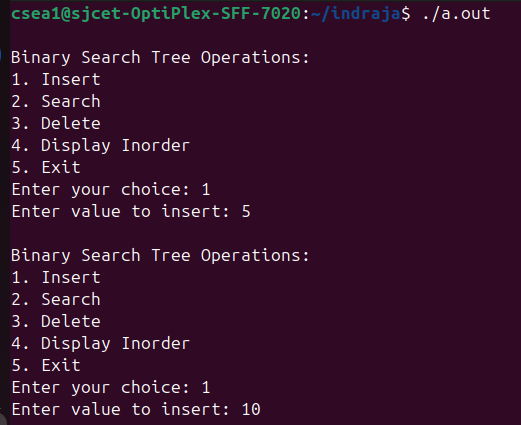 csea1@sjcet-OptiPlex-SFF-7020:~/indraja$ ./a.out
Binary Search Tree Operations:
1. Insert
2. Search
3. Delete
4. Display Inorder
5. Exit
Enter your choice: 1
Enter value to insert: 5
Binary Search Tree Operations:
1. Insert
2. Search
3. Delete
4. Display Inorder
5. Exit
Enter your choice: 1
Enter value to insert: 10